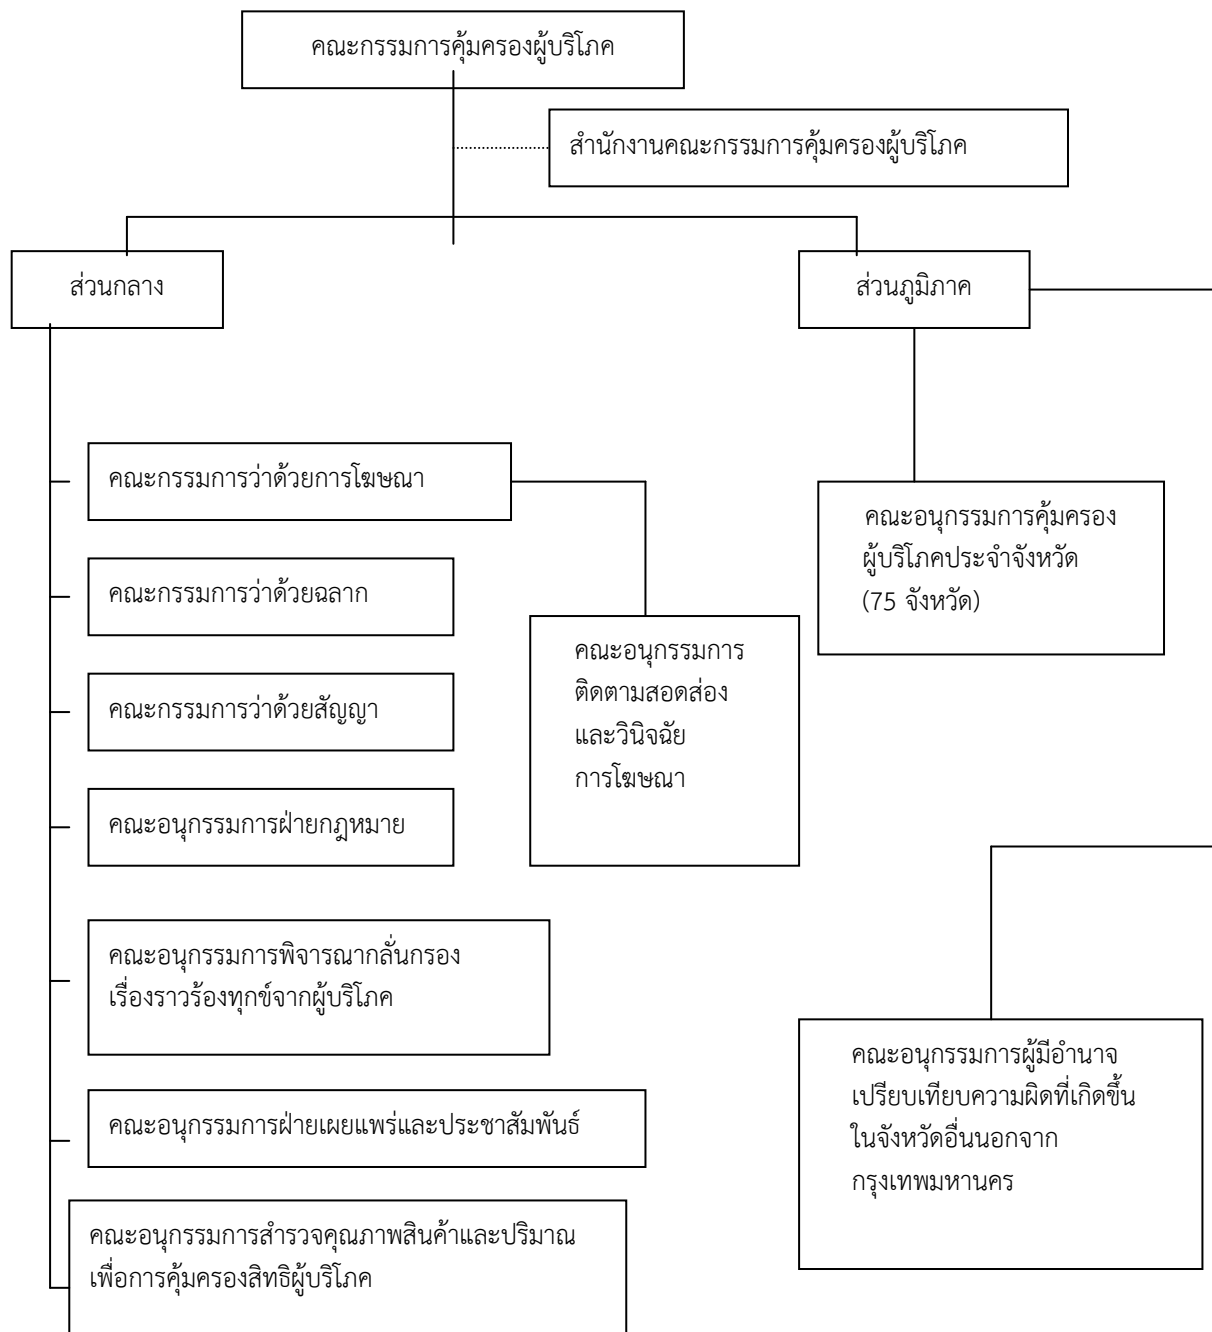 คณะกรรมการคุ้มครองผู้บริโภค
สำนักงานคณะกรรมการคุ้มครองผู้บริโภค
ส่วนกลาง
ส่วนภูมิภาค
คณะกรรมการว่าด้วยการโฆษณา
คณะกรรมการว่าด้วยฉลาก
คณะกรรมการว่าด้วยสัญญา
คณะอนุกรรมการฝ่ายกฎหมาย
คณะอนุกรรมการพิจารณากลั่นกรอง
เรื่องราวร้องทุกข์จากผู้บริโภค
คณะอนุกรรมการฝ่ายเผยแพร่และประชาสัมพันธ์
คณะอนุกรรมการสำรวจคุณภาพสินค้าและปริมาณ
เพื่อการคุ้มครองสิทธิผู้บริโภค
คณะอนุกรรมการ
ติดตามสอดส่อง
และวินิจฉัย
การโฆษณา
คณะอนุกรรมการคุ้มครอง
ผู้บริโภคประจำจังหวัด
(75 จังหวัด)
คณะอนุกรรมการผู้มีอำนาจ
เปรียบเทียบความผิดที่เกิดขึ้น
ในจังหวัดอื่นนอกจาก
กรุงเทพมหานคร